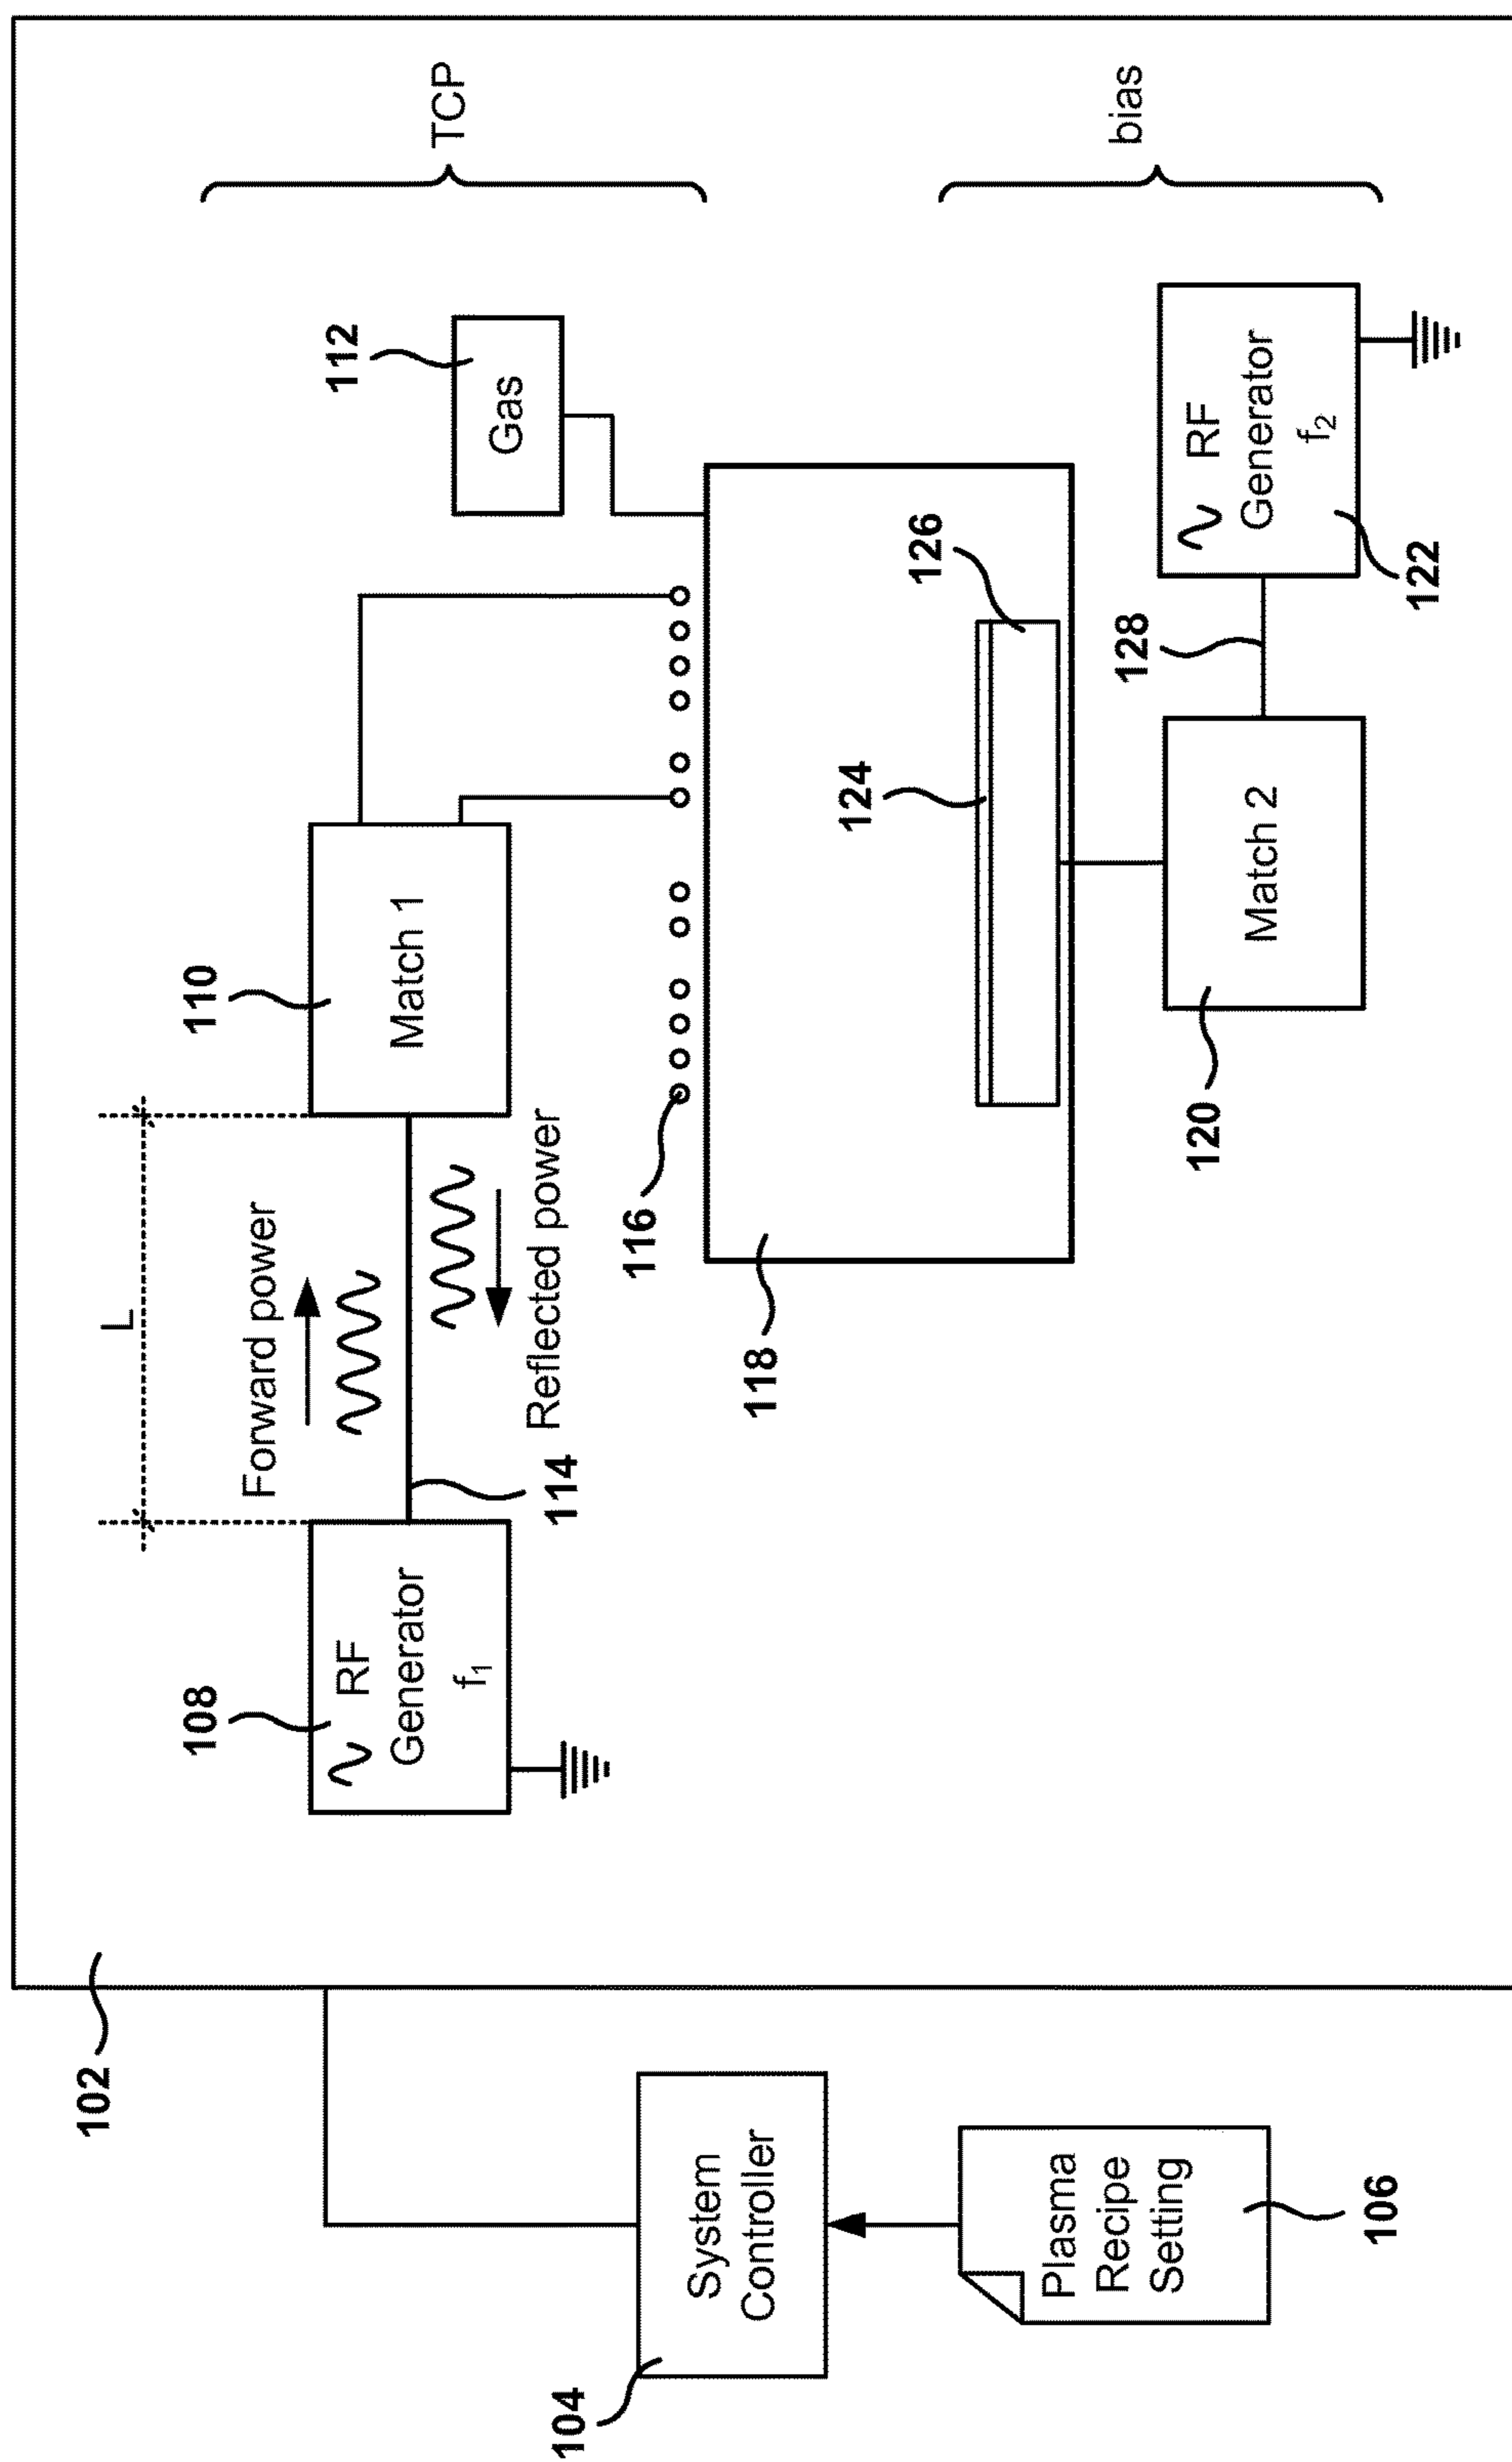 102
108
RF
Generator
f₁
L
Forward power
Reflected power
114
110
Match 1
112
Gas
TCP
104
System
Controller
106
Plasma
Recipe
Setting
116
118
124
126
120
Match 2
128
122
RF
Generator
f₂
bias